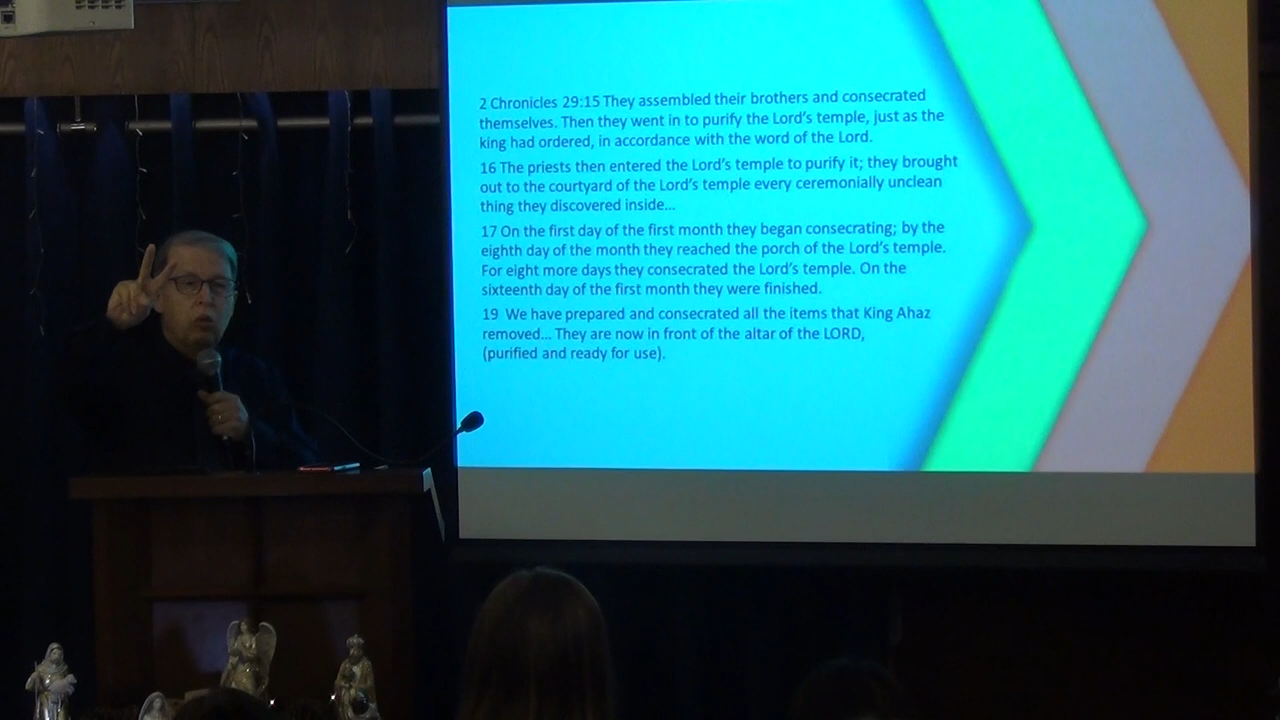 2 Chronicles 29:15 They assembled their brothers and consecrated
themselves. Then they went in to purify the Lord's temple, just as the
king had ordered, in accordance with the word of the Lord.
16 The priests then entered the Lord's temple to purify it; they brought
out to the courtyard of the Lord's temple every ceremonially unclean
thing they discovered inside...
17 On the first day of the first month they began consecrating; by the
eighth day of the month they reached the porch of the Lord's temple.
For eight more days they consecrated the Lord's temple. On the
sixteenth day of the first month they were finished.
19 We have prepared and consecrated all the items that King Ahaz
removed... They are now in front of the altar of the LORD,
(purified and ready for use).